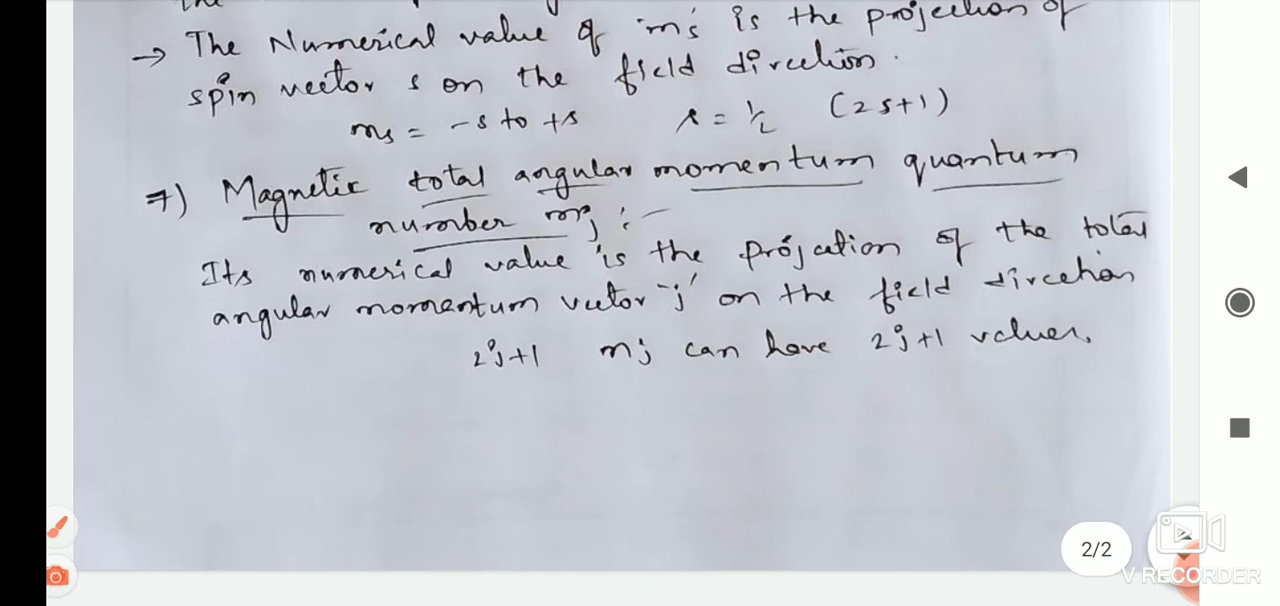 → The Numerical value of 'ms' is the projection of
spin vector s on the field direction.
ms = -s to +s s = 1/2 (2s+1)
7) Magnetic total angular momentum quantum
number mj :-
Its numerical value is the projection of the total
angular momentum vector 'j' on the field direction
2j+1 mj can have 2j+1 values.
2/2
V RECORDER